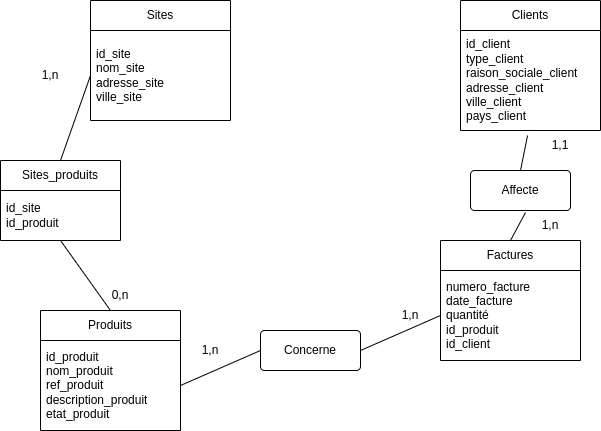 Sites
id_site
nom_site
adresse_site
ville_site
Clients
id_client
type_client
raison_sociale_client
adresse_client
ville_client
pays_client
1,n
1,1
Sites_produits
id_site
id_produit
Affecte
1,n
Factures
numero_facture
date_facture
quantité
id_produit
id_client
0,n
Produits
id_produit
nom_produit
ref_produit
description_produit
etat_produit
1,n
Concerne
1,n